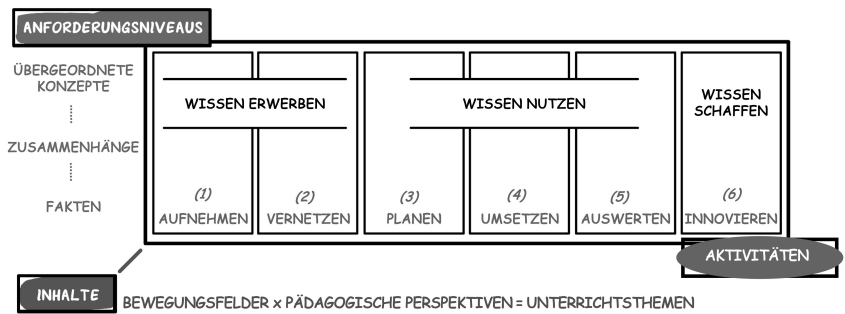 ANFORDERUNGSNIVEAUS
ÜBERGEORDNETE
KONZEPTE
ZUSAMMENHÄNGE
FAKTEN
WISSEN ERWERBEN
WISSEN NUTZEN
WISSEN
SCHAFFEN
(1) (2) (3) (4) (5) (6)
AUFNEHMEN VERNETZEN PLANEN UMSETZEN AUSWERTEN INNOVIEREN
AKTIVITÄTEN
INHALTE
BEWEGUNGSFELDER x PÄDAGOGISCHE PERSPEKTIVEN = UNTERRICHTSTHEMEN